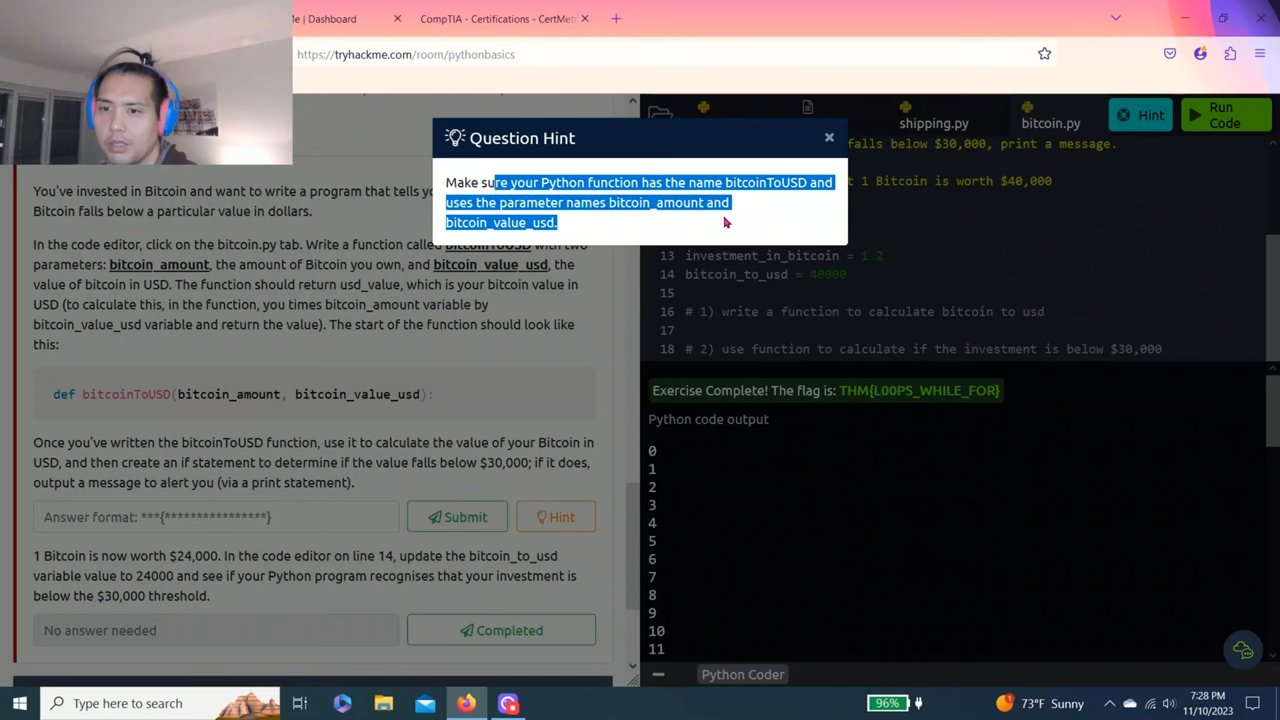 Me | Dashboard
CompTIA - Certifications - CertMet
https://tryhackme.com/room/pythonbasics
Question Hint
Make sure your Python function has the name bitcoinToUSD and
uses the parameter names bitcoin_amount and
bitcoin_value_usd.
You've invested in Bitcoin and want to write a program that tells yo
Bitcoin falls below a particular value in dollars.
In the code editor, click on the bitcoin.py tab. Write a function called bitcoinToUSD with two
parameters: bitcoin_amount, the amount of Bitcoin you own, and bitcoin_value_usd, the
value of bitcoin in USD. The function should return usd_value, which is your bitcoin value in
USD (to calculate this, in the function, you times bitcoin_amount variable by
bitcoin_value_usd variable and return the value). The start of the function should look like
this:
def bitcoinToUSD(bitcoin_amount, bitcoin_value_usd):
Once you've written the bitcoinToUSD function, use it to calculate the value of your Bitcoin in
USD, and then create an if statement to determine if the value falls below $30,000; if it does,
output a message to alert you (via a print statement).
Answer format: ***{****************}
Submit
Hint
1 Bitcoin is now worth $24,000. In the code editor on line 14, update the bitcoin_to_usd
variable value to 24000 and see if your Python program recognises that your investment is
below the $30,000 threshold.
No answer needed
Completed
shipping.py
bitcoin.py
Hint
Run
Code
falls below $30,000, print a message.
t 1 Bitcoin is worth $40,000
13 investment_in_bitcoin = 1.2
14 bitcoin_to_usd = 40000
15
16 # 1) write a function to calculate bitcoin to usd
17
18 # 2) use function to calculate if the investment is below $30,000
Exercise Complete! The flag is: THM{L00PS_WHILE_FOR}
Python code output
0
1
2
3
4
5
6
7
8
9
10
11
Python Coder
Type here to search
96%
73°F Sunny
7:28 PM
11/10/2023